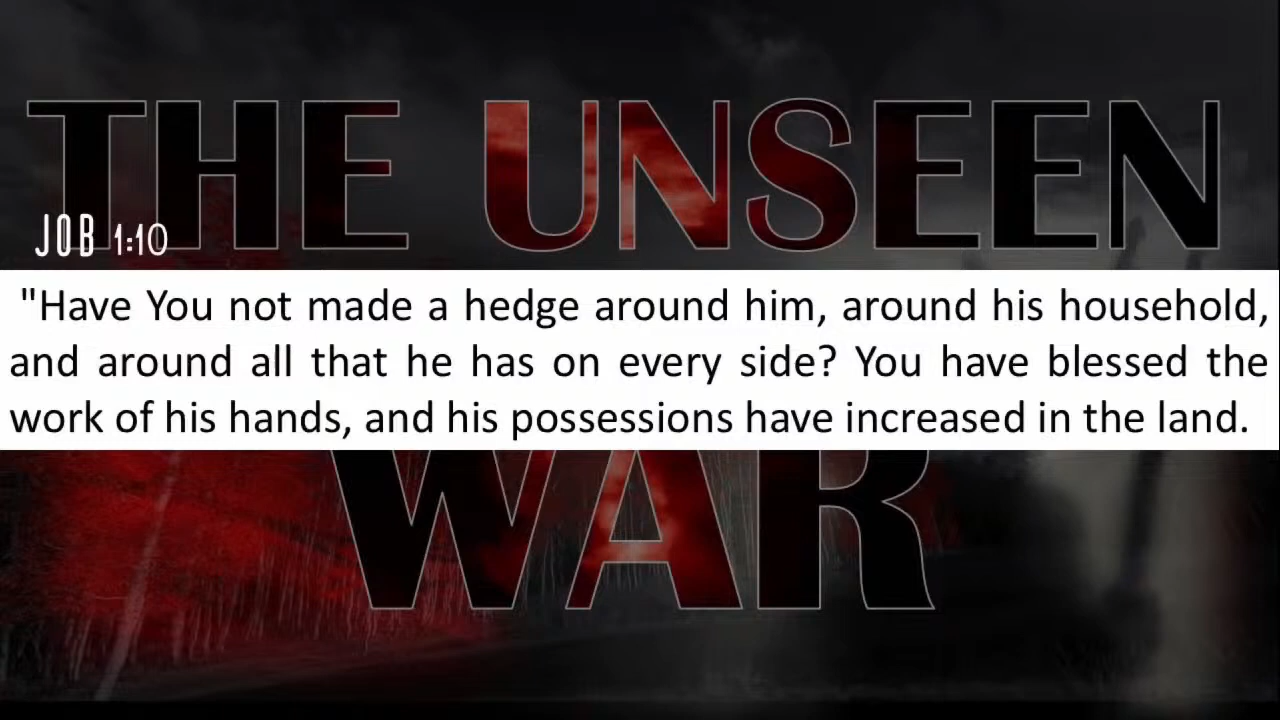 THE UNSEEN
JOB 1:10
"Have You not made a hedge around him, around his household,
and around all that he has on every side? You have blessed the
work of his hands, and his possessions have increased in the land.
WAR